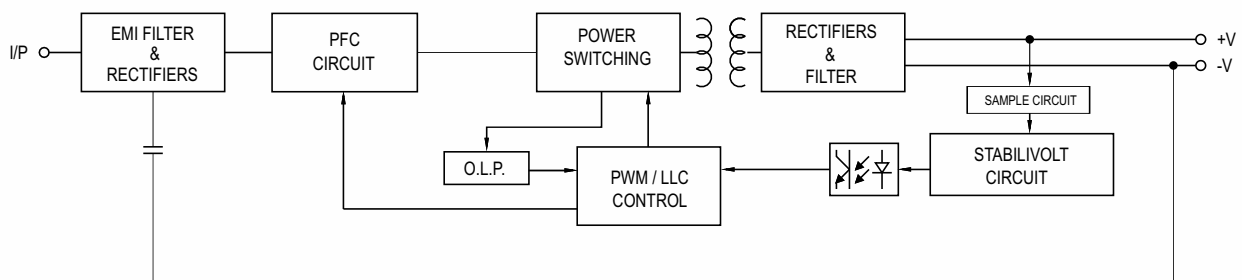 I/P
EMI FILTER
&
RECTIFIERS
PFC
CIRCUIT
POWER
SWITCHING
RECTIFIERS
&
FILTER
+V
-V
SAMPLE CIRCUIT
O.L.P.
PWM / LLC
CONTROL
STABILIVOLT
CIRCUIT